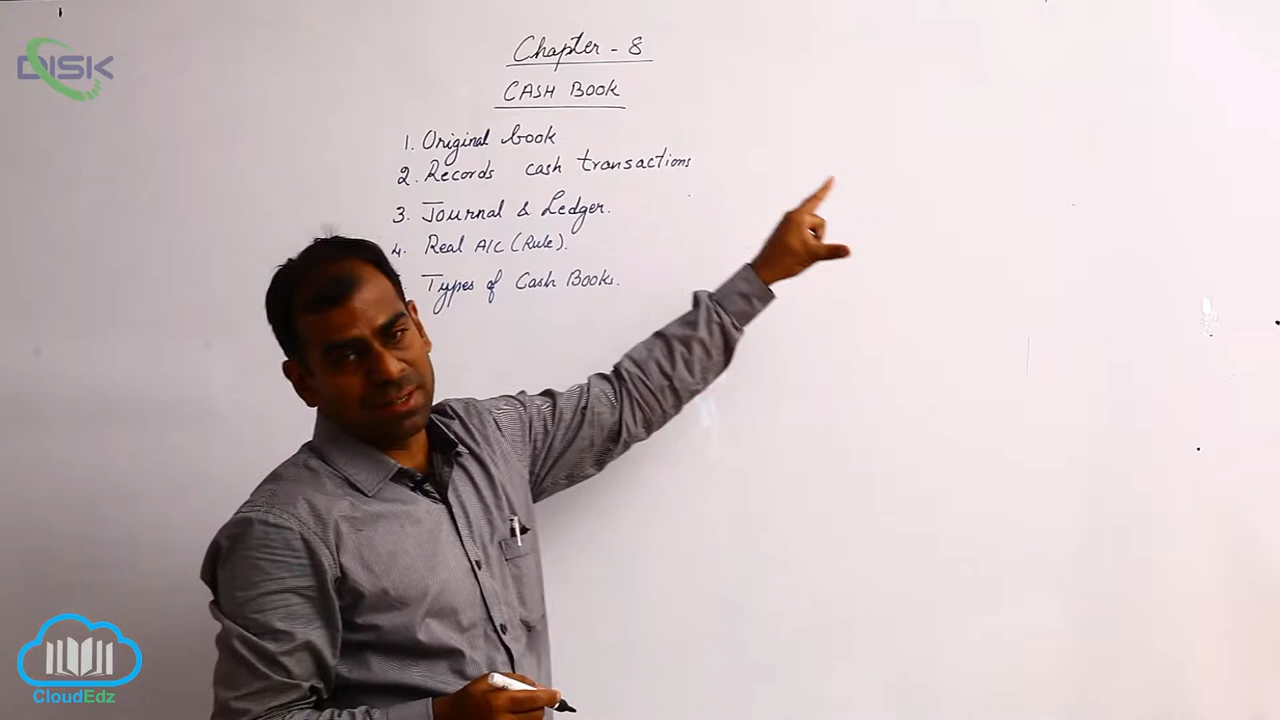 DISK
Chapter - 8
CASH BOOK
1. Original book
2. Records cash transactions
3. Journal & Ledger.
4. Real A/C (Rule).
Types of Cash Books.
CloudEdz